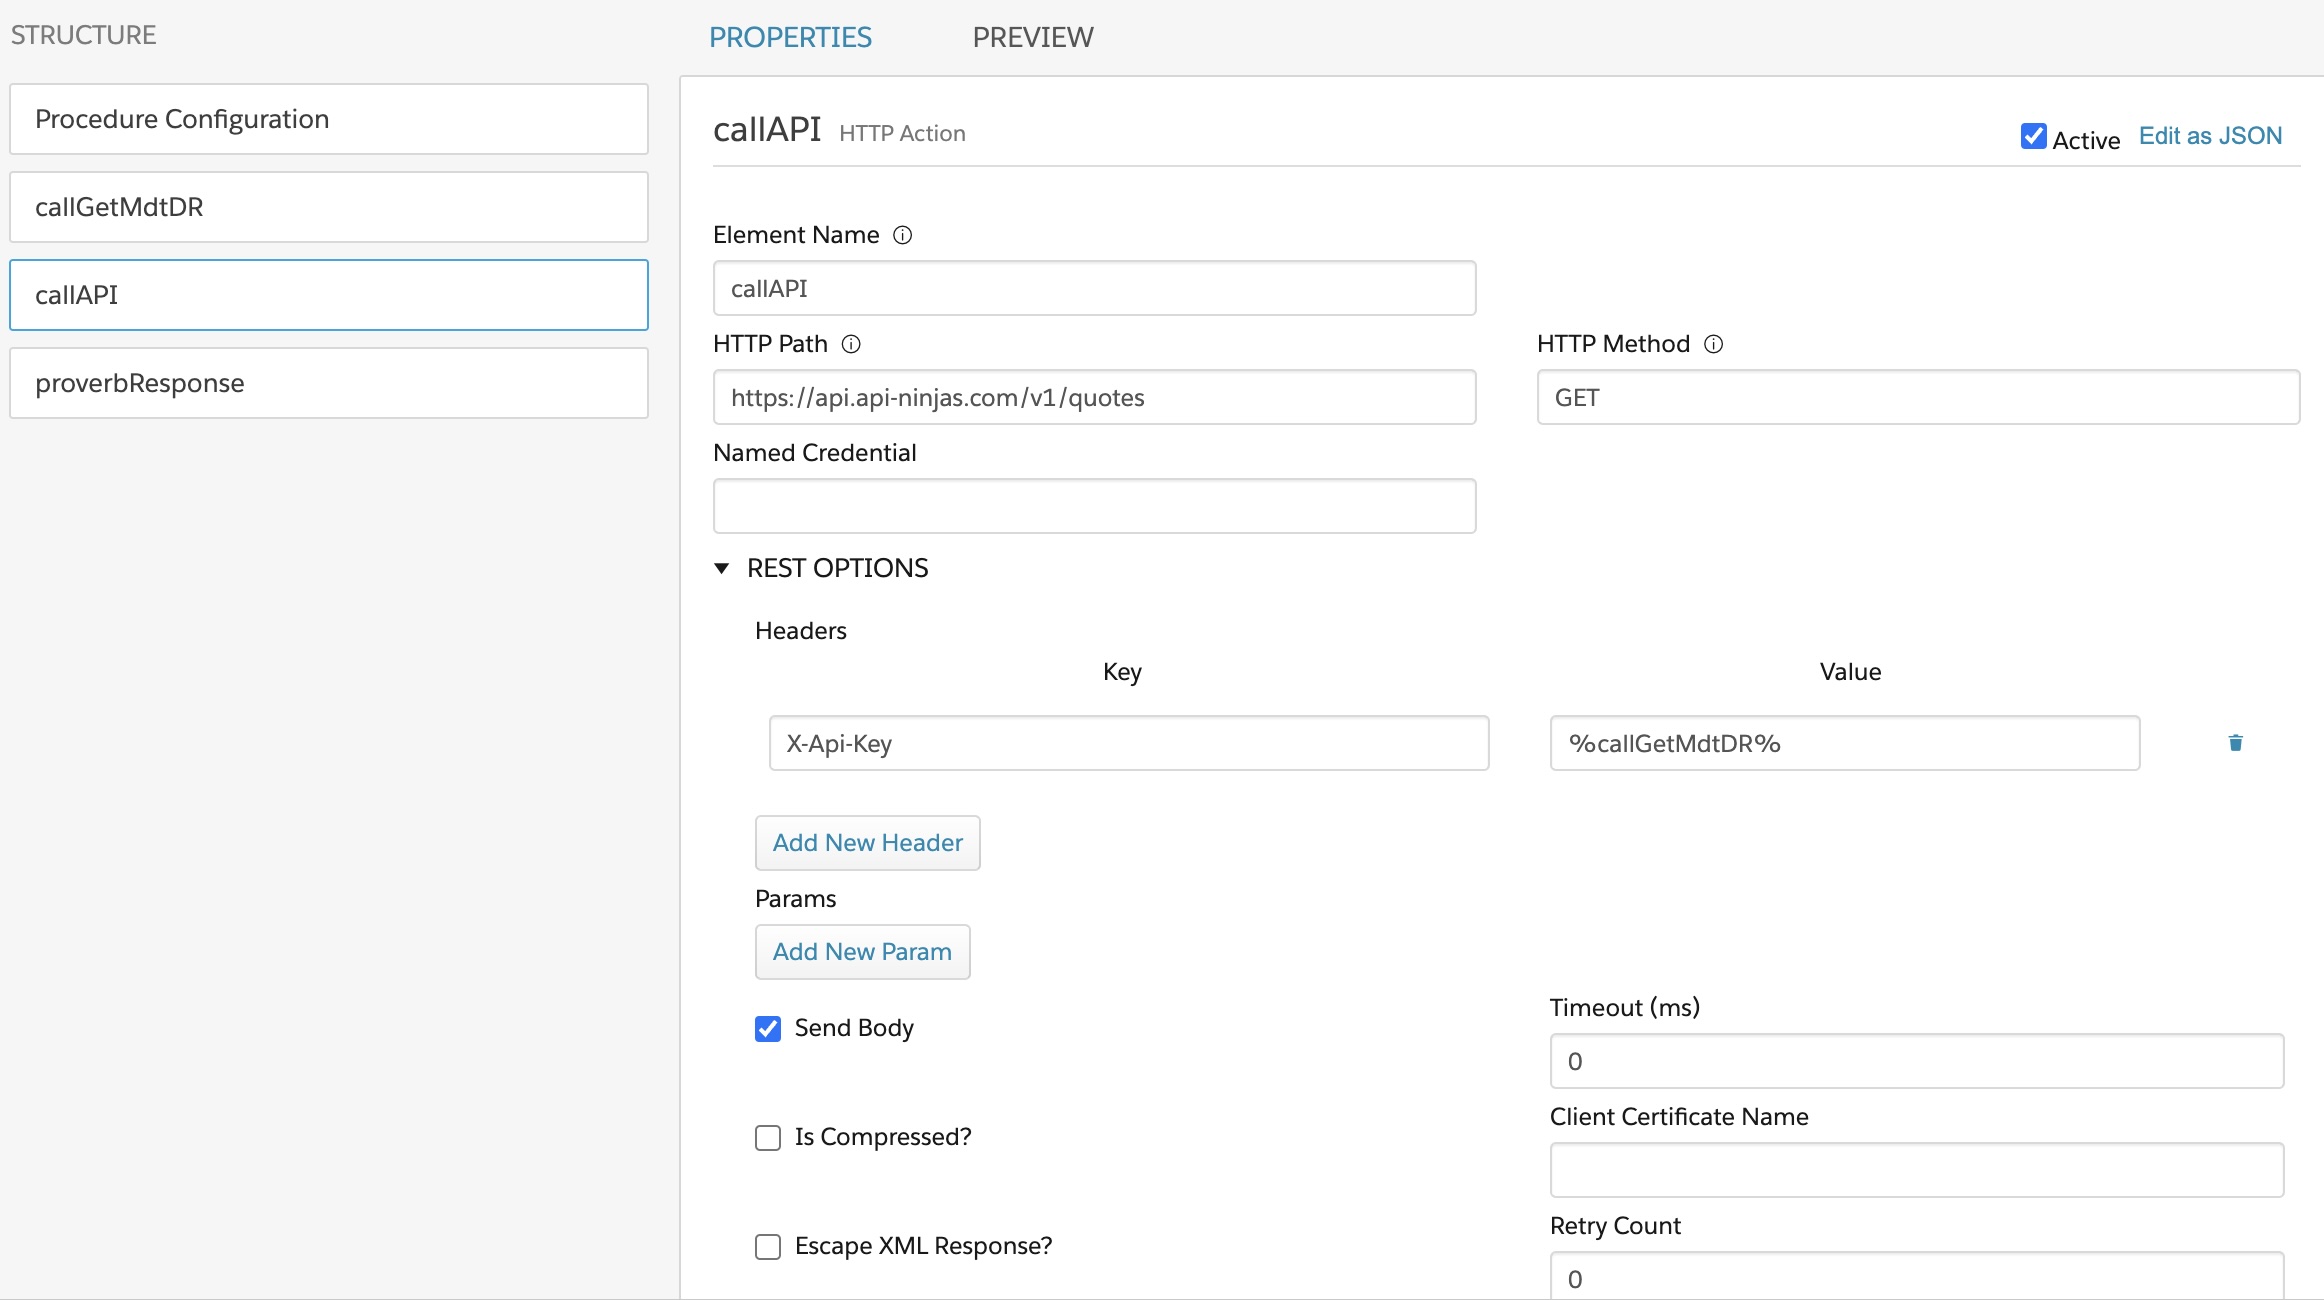 STRUCTURE
Procedure Configuration
callGetMdtDR
callAPI
proverbResponse
PROPERTIES PREVIEW
callAPI HTTP Action
Active Edit as JSON
Element Name
callAPI
HTTP Path HTTP Method
https://api.api-ninjas.com/v1/quotes GET
Named Credential
REST OPTIONS
Headers
Key Value
X-Api-Key %callGetMdtDR%
Add New Header
Params
Add New Param
Send Body Timeout (ms)
0
Is Compressed? Client Certificate Name
Escape XML Response? Retry Count
0